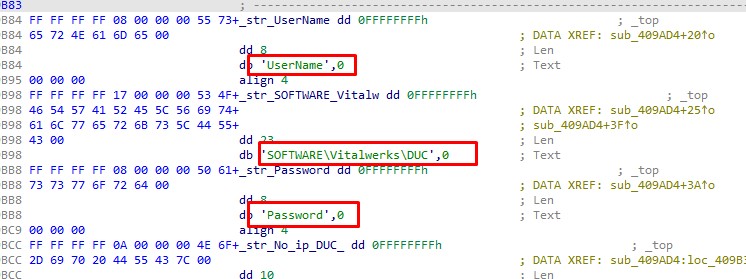 B83 ; ---------------------------------------------------------------------------
B84 FF FF FF FF 08 00 00 00 55 73+_str_UserName dd 0FFFFFFFFh ; _top
B84 65 72 4E 61 6D 65 00 ; DATA XREF: sub_409AD4+20↑o
B84 dd 8 ; Len
B84 db 'UserName',0 ; Text
B95 00 00 00 align 4
B98 FF FF FF FF 17 00 00 00 53 4F+_str_SOFTWARE_Vitalw dd 0FFFFFFFFh ; _top
B98 46 54 57 41 52 45 5C 56 69 74+ ; DATA XREF: sub_409AD4+25↑o
B98 61 6C 77 65 72 6B 73 5C 44 55+ ; sub_409AD4+3F↑o
B98 43 00 dd 23 ; Len
B98 db 'SOFTWARE\Vitalwerks\DUC',0 ; Text
BB8 FF FF FF FF 08 00 00 00 50 61+_str_Password dd 0FFFFFFFFh ; _top
BB8 73 73 77 6F 72 64 00 ; DATA XREF: sub_409AD4+3A↑o
BB8 dd 8 ; Len
BB8 db 'Password',0 ; Text
BC9 00 00 00 align 4
BCC FF FF FF FF 0A 00 00 00 4E 6F+_str_No_ip_DUC_ dd 0FFFFFFFFh ; _top
BCC 2D 69 70 20 44 55 43 7C 00 ; DATA XREF: sub_409AD4:loc_409B3
BCC dd 10 ; Len